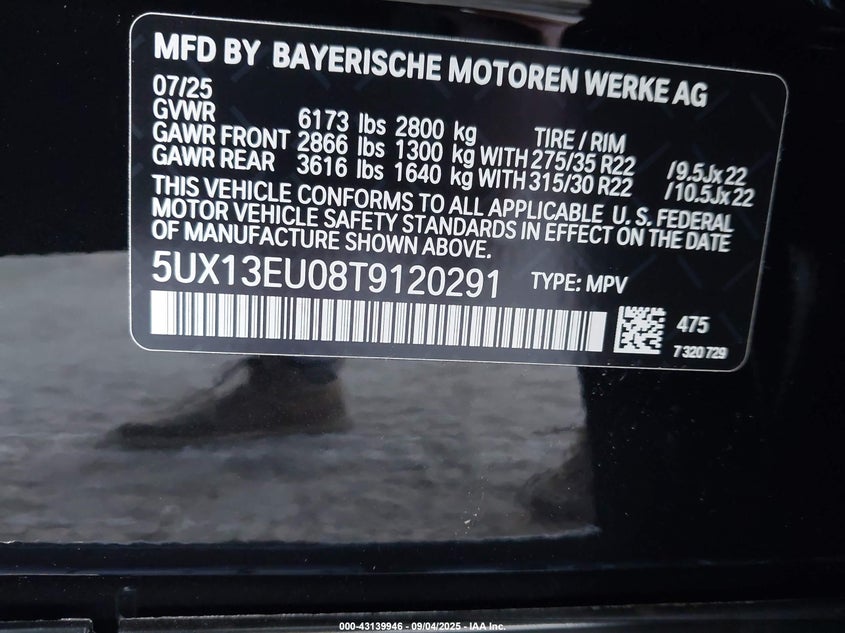 MFD BY BAYERISCHE MOTOREN WERKE AG
07/25
GVWR 6173 lbs 2800 kg TIRE / RIM
GAWR FRONT 2866 lbs 1300 kg WITH 275/35 R22 /9.5Jx22
GAWR REAR 3616 lbs 1640 kg WITH 315/30 R22 /10.5Jx22
THIS VEHICLE CONFORMS TO ALL APPLICABLE U.S. FEDERAL
MOTOR VEHICLE SAFETY STANDARDS IN EFFECT ON THE DATE
OF MANUFACTURE SHOWN ABOVE.
5UX13EU08T9120291 TYPE: MPV
475
7 320 729
000-43139946 - 09/04/2025 - IAA Inc.